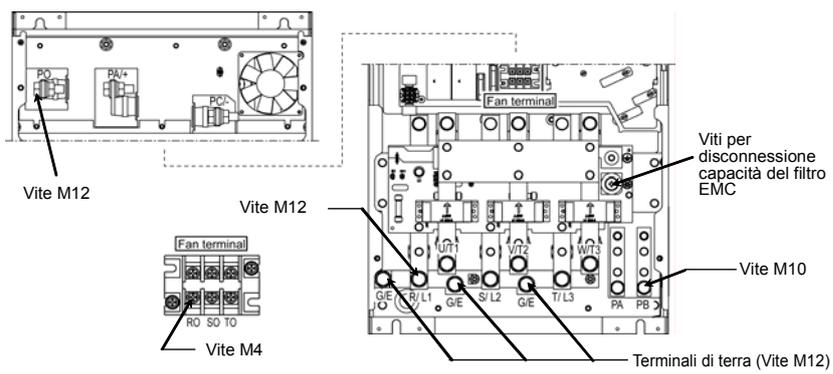 PO
PA/+
PC/-
Vite M12
Fan terminal
Viti per
disconnessione
capacità del filtro
EMC
Vite M12
U/T1
V/T2
W/T3
Vite M10
Fan terminal
G/E
R/ L1
G/E
S/ L2
G/E
T/ L3
PA
PB
RO SO TO
Vite M4
Terminali di terra (Vite M12)